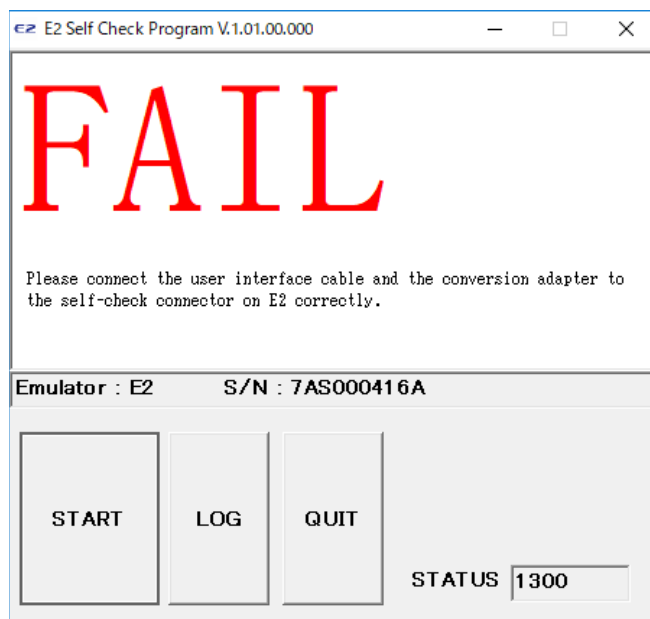 E2 E2 Self Check Program V.1.01.00.000
FAIL
Please connect the user interface cable and the conversion adapter to
the self-check connector on E2 correctly.
Emulator : E2 S/N : 7AS000416A
START LOG QUIT
STATUS 1300